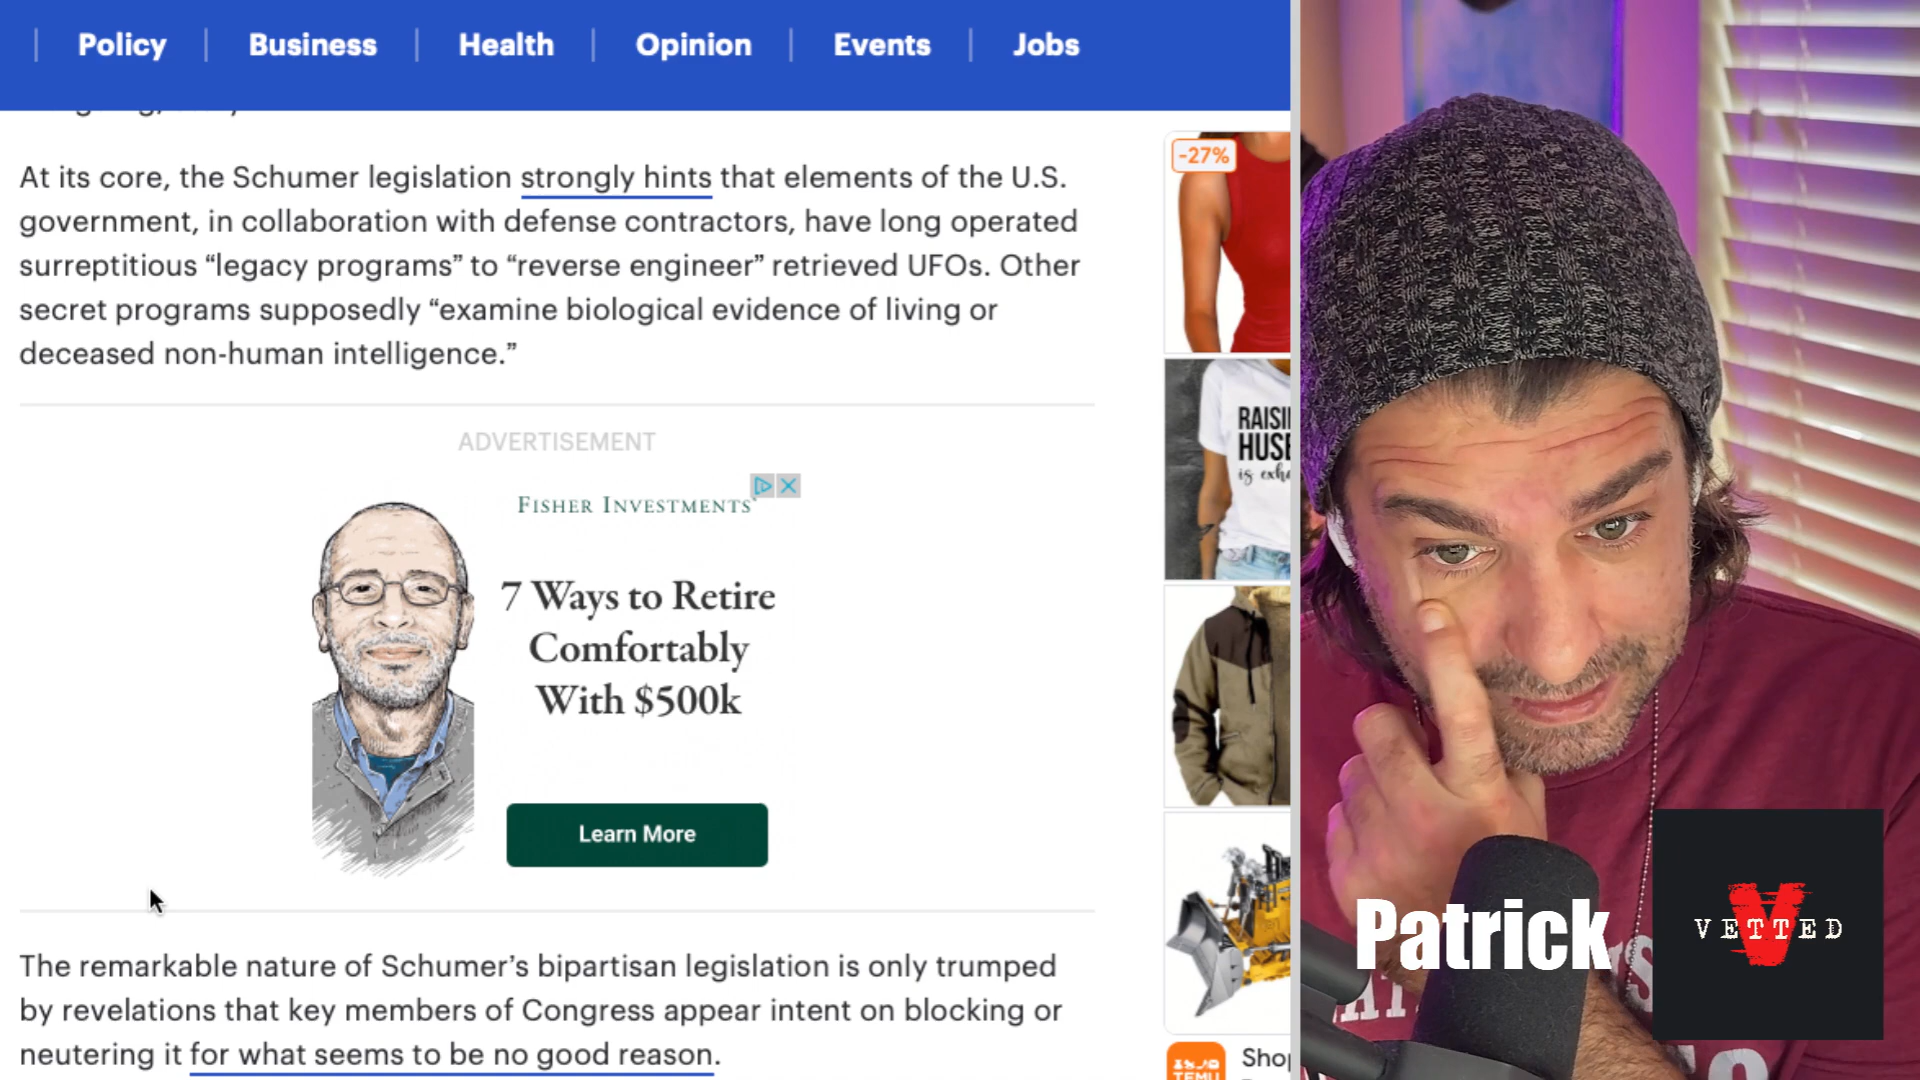 Policy Business Health Opinion Events Jobs
At its core, the Schumer legislation strongly hints that elements of the U.S.
government, in collaboration with defense contractors, have long operated
surreptitious “legacy programs” to “reverse engineer” retrieved UFOs. Other
secret programs supposedly “examine biological evidence of living or
deceased non-human intelligence.”
ADVERTISEMENT
FISHER INVESTMENTS
7 Ways to Retire
Comfortably
With $500k
Learn More
The remarkable nature of Schumer’s bipartisan legislation is only trumped
by revelations that key members of Congress appear intent on blocking or
neutering it for what seems to be no good reason.
-27%
is
TEMU
Patrick
VETTED